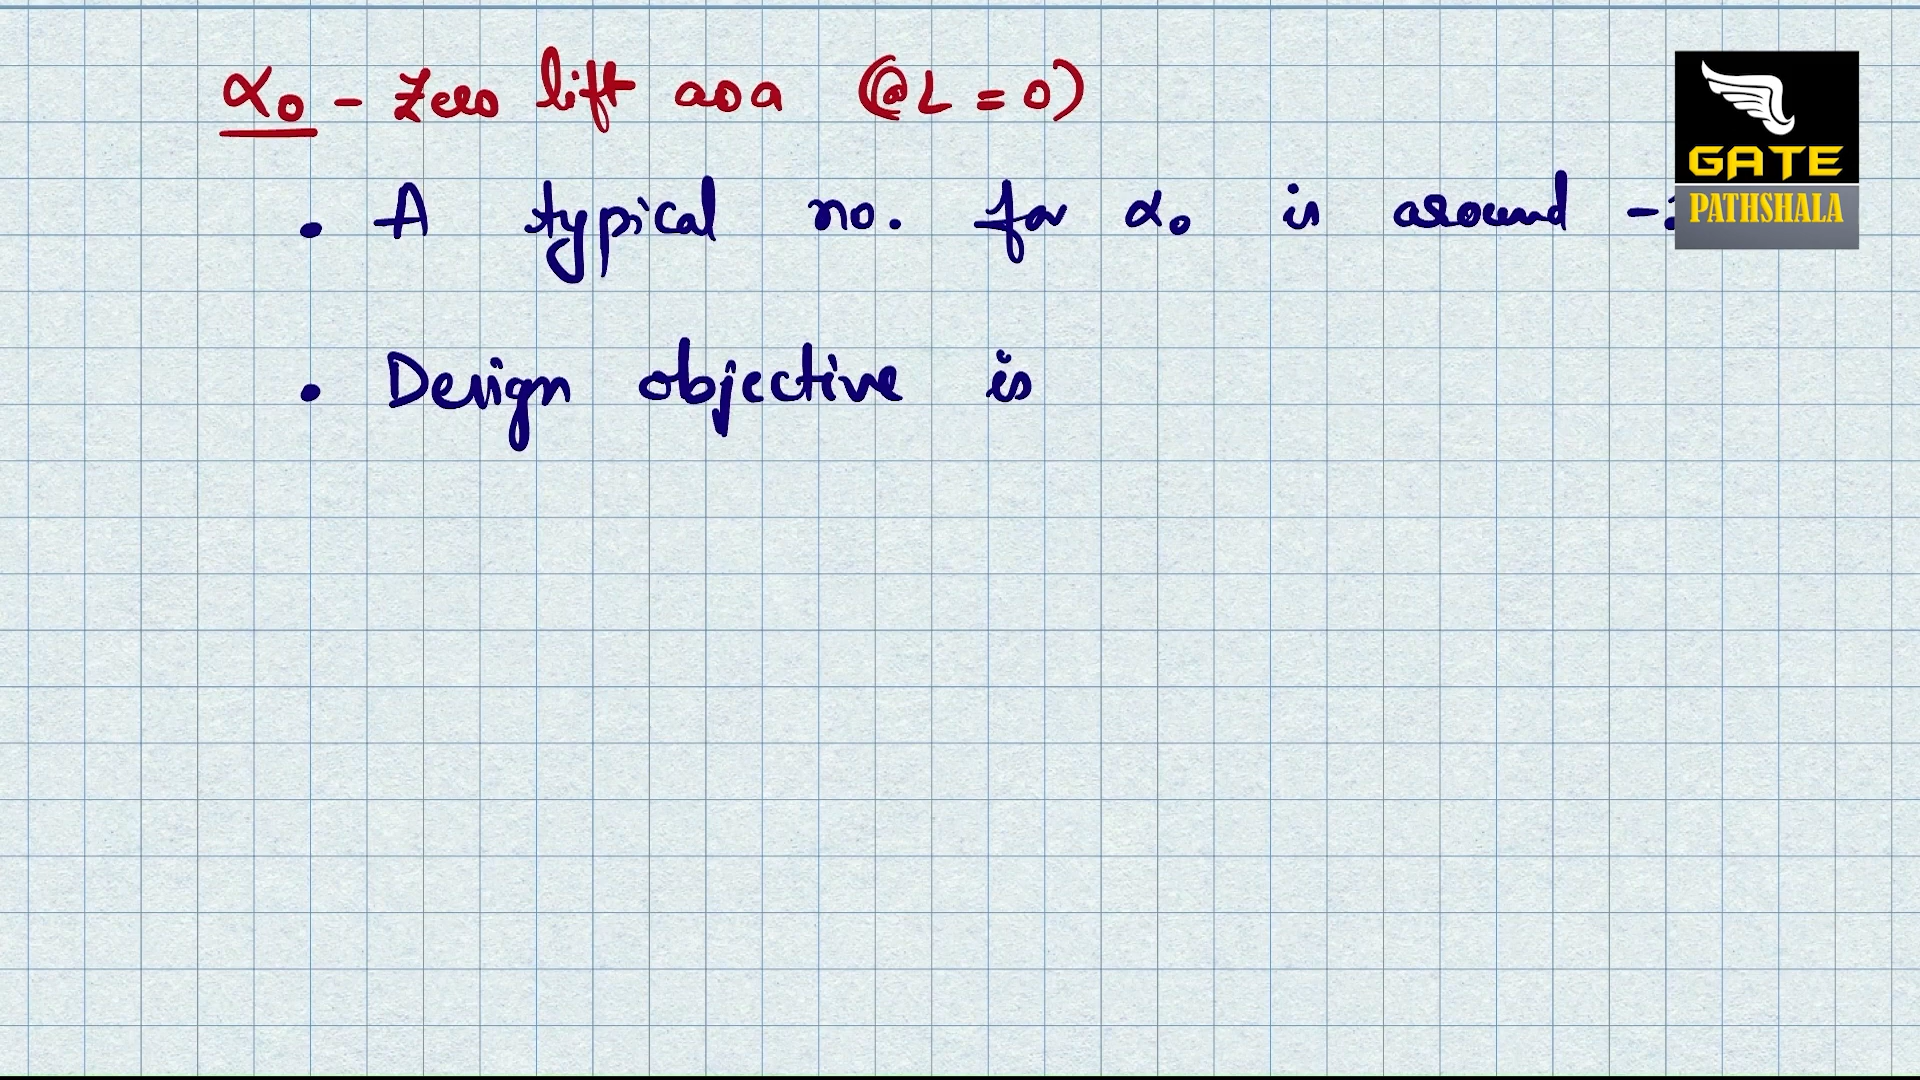 α₀ - Zero lift aoa (@L = 0)
• A typical no. for α₀ is around -
GATE
PATHSHALA
• Design objective is